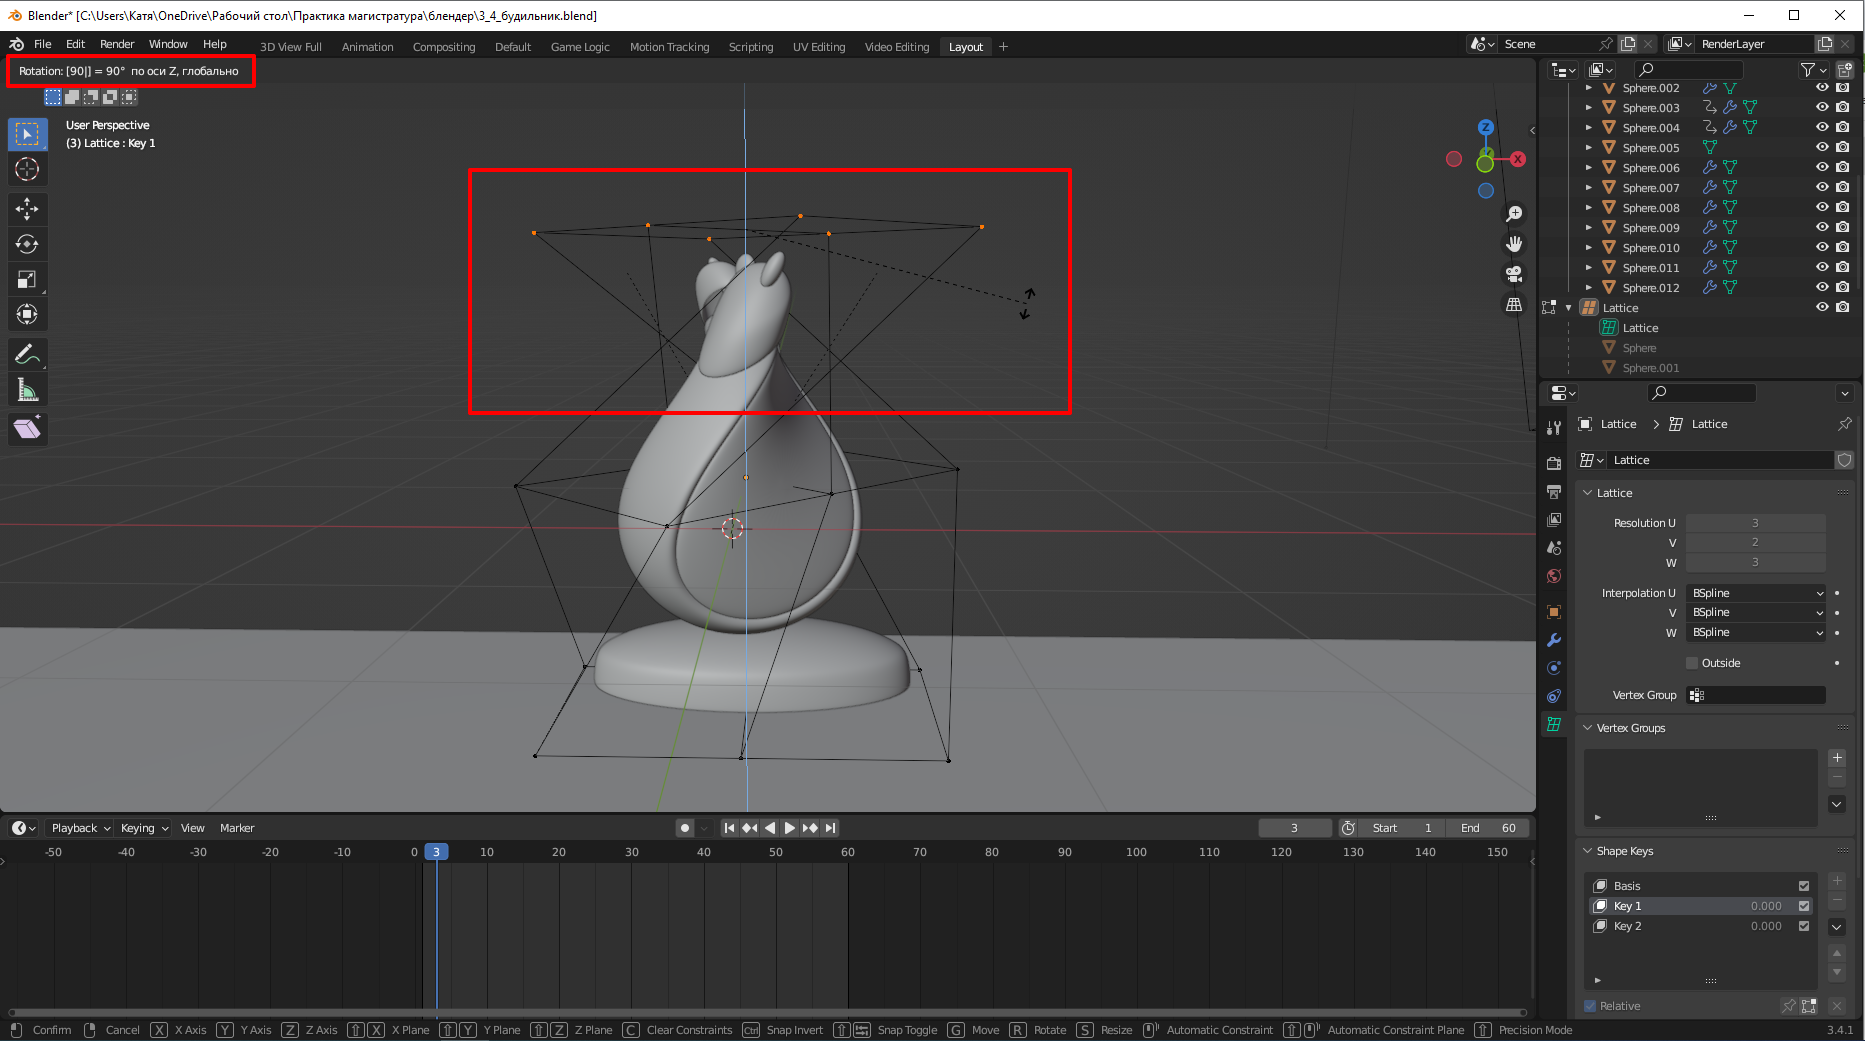 Blender* [C:\Users\Катя\OneDrive\Рабочий стол\Практика магистратура\блендер\3_4_будильник.blend]
File Edit Render Window Help 3D View Full Animation Compositing Default Game Logic Motion Tracking Scripting UV Editing Video Editing Layout + Scene RenderLayer
Rotation: [90|] = 90° по оси Z, глобально
User Perspective
(3) Lattice : Key 1
Z
X
Sphere.002
Sphere.003
Sphere.004
Sphere.005
Sphere.006
Sphere.007
Sphere.008
Sphere.009
Sphere.010
Sphere.011
Sphere.012
Lattice
Lattice
Sphere
Sphere.001
Lattice > Lattice
Lattice
Lattice
Resolution U 3
V 2
W 3
Interpolation U BSpline
V BSpline
W BSpline
Outside
Vertex Group
Vertex Groups
Shape Keys
Basis
Key 1 0.000
Key 2 0.000
Relative
Playback Keying View Marker 3 Start 1 End 60
-50 -40 -30 -20 -10 0 3 10 20 30 40 50 60 70 80 90 100 110 120 130 140 150
Confirm Cancel X X Axis Y Y Axis Z Z Axis X X Plane Y Y Plane Z Z Plane C Clear Constraints Ctrl Snap Invert Snap Toggle G Move R Rotate S Resize Automatic Constraint Automatic Constraint Plane Precision Mode 3.4.1